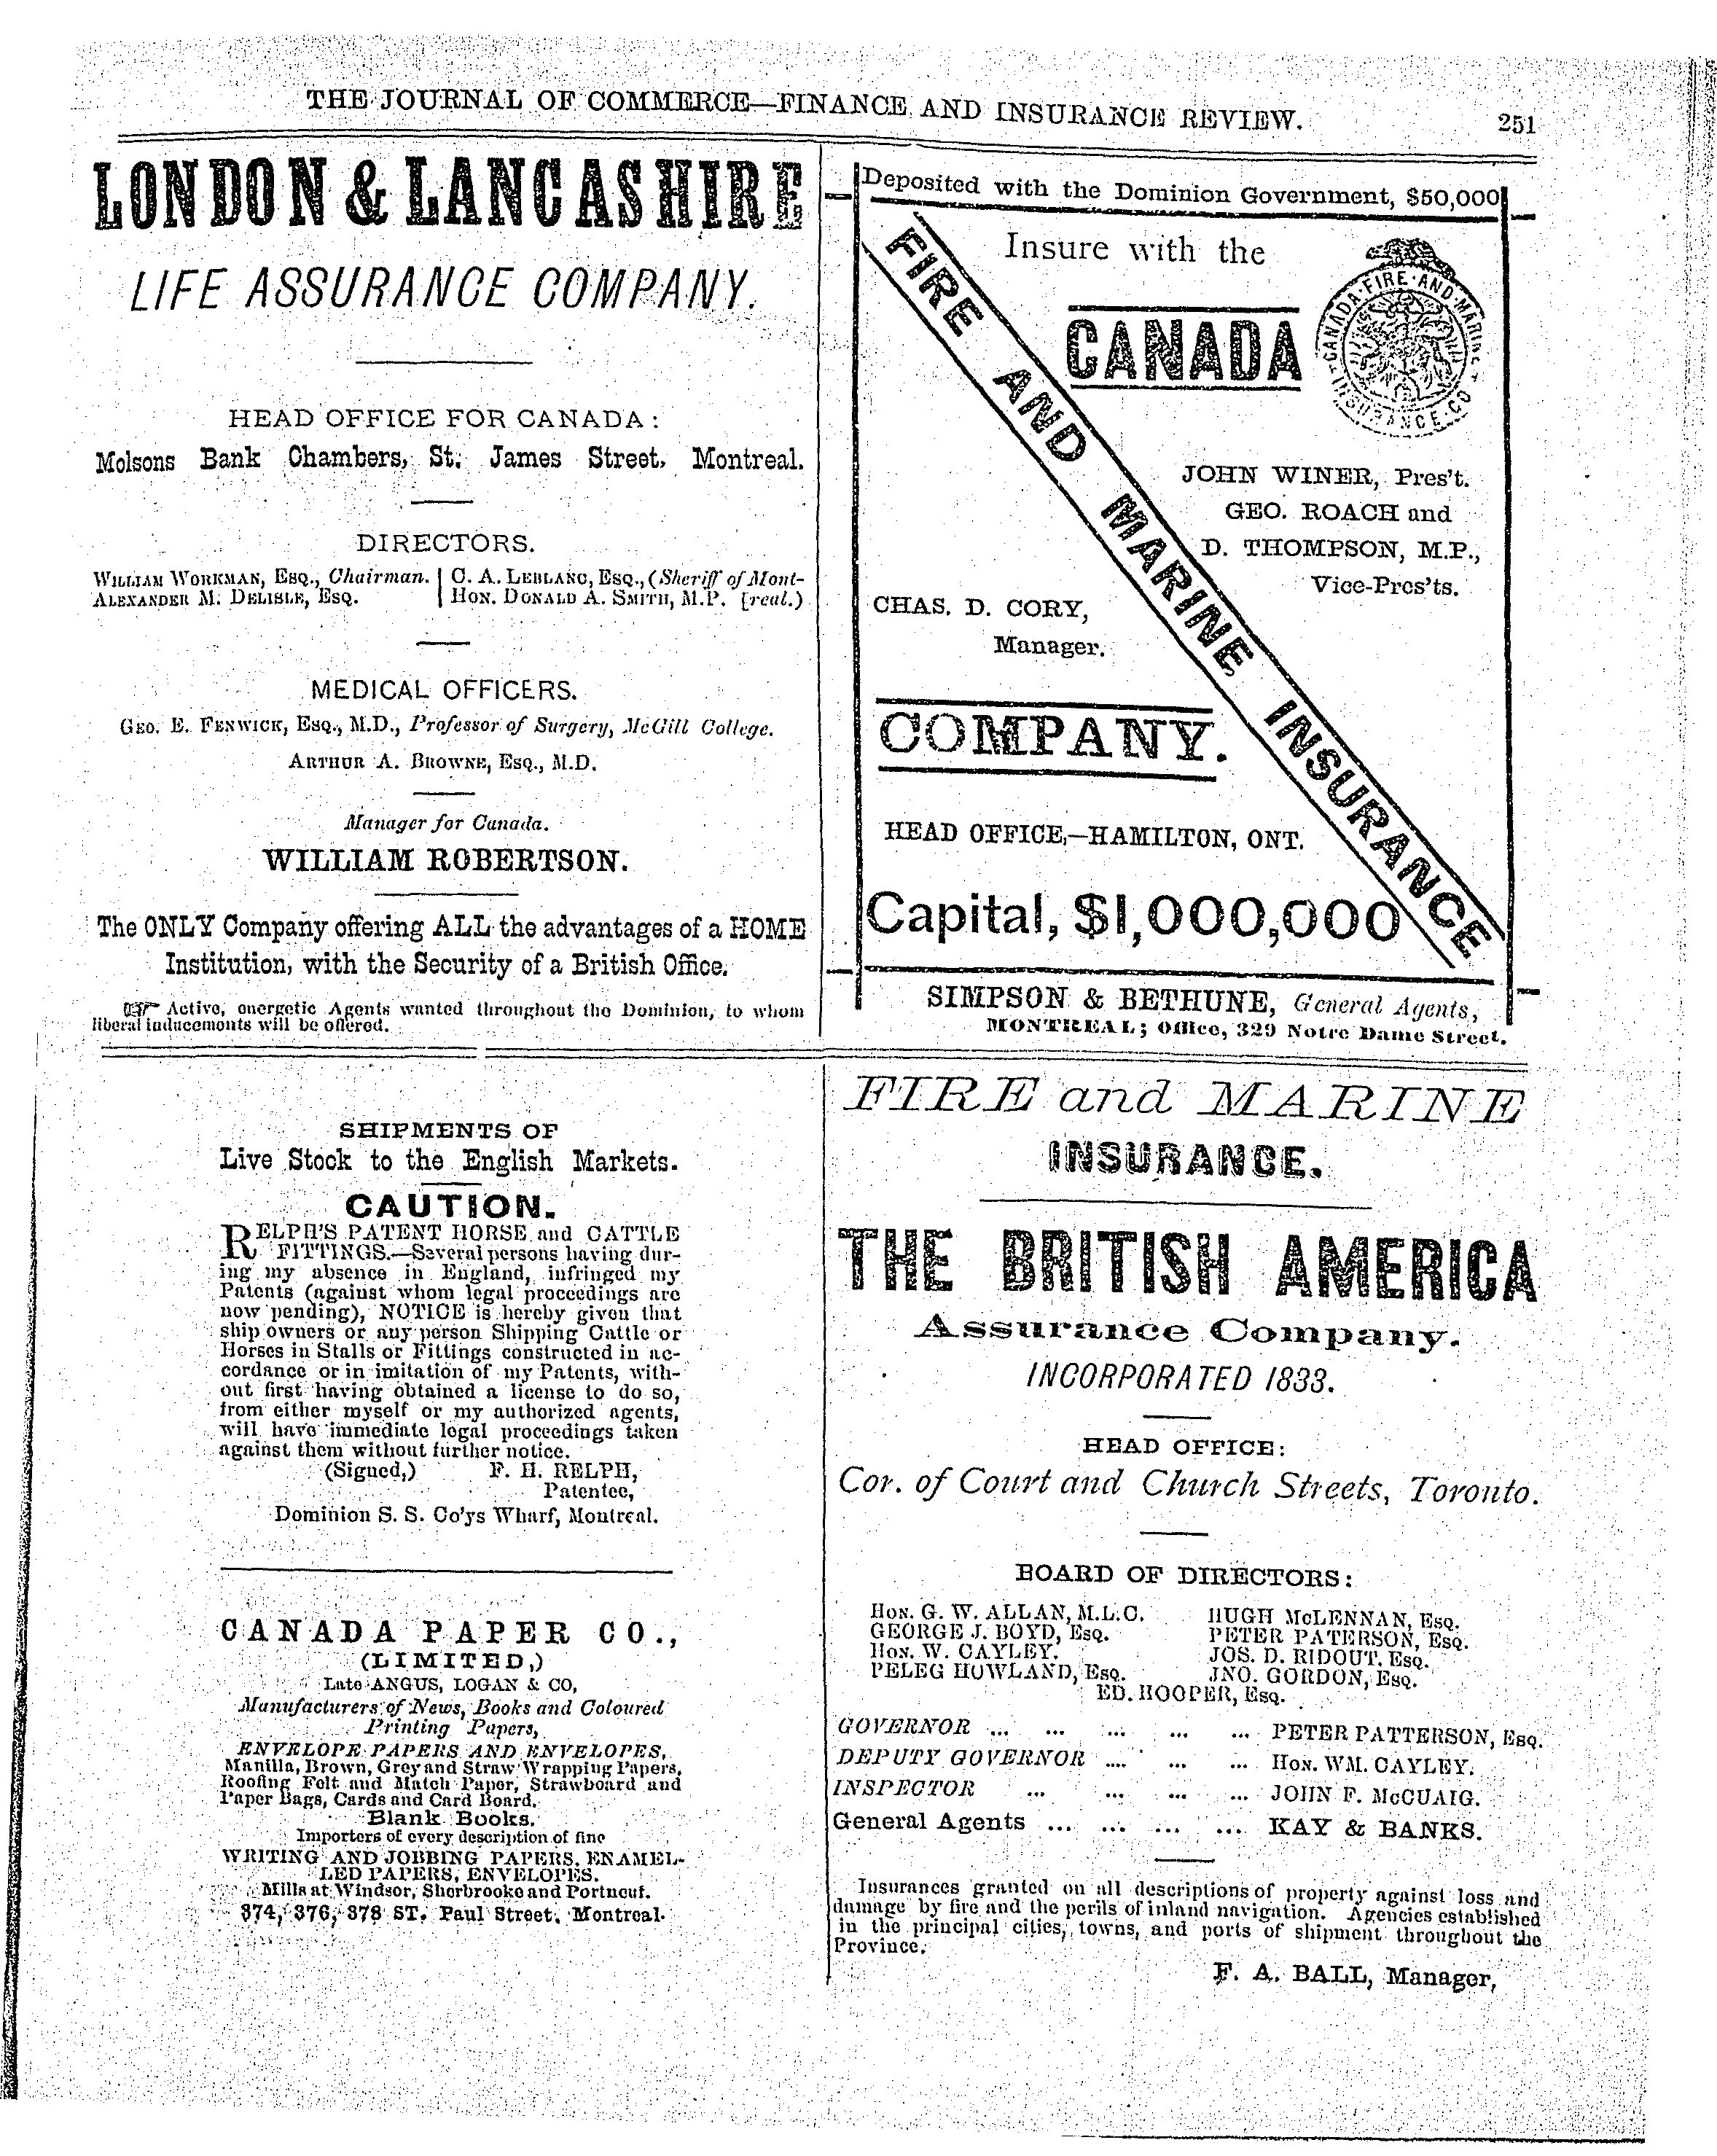 THE JOURNAL OF COMMERCE—FINANCE AND INSURANCE REVIEW.
251
LONDON & LANCASHIRE
LIFE ASSURANCE COMPANY.
HEAD OFFICE FOR CANADA:
Molsons Bank Chambers, St. James Street, Montreal.
DIRECTORS.
WILLIAM WORKMAN, ESQ., Chairman. | C. A. LEBLANC, ESQ., (Sheriff of Mont-
ALEXANDER M. DELISLE, ESQ. | HON. DONALD A. SMITH, M.P. [real.)
MEDICAL OFFICERS.
GEO. E. FENWICK, ESQ., M.D., Professor of Surgery, McGill College.
ARTHUR A. BROWNE, ESQ., M.D.
Manager for Canada.
WILLIAM ROBERTSON.
The ONLY Company offering ALL the advantages of a HOME
Institution, with the Security of a British Office.
☞ Active, energetic Agents wanted throughout the Dominion, to whom
liberal inducements will be offered.
Deposited with the Dominion Government, $50,000
Insure with the
CANADA
CANADA FIRE AND MARINE INSURANCE CO
FIRE AND MARINE INSURANCE
JOHN WINER, Pres't.
GEO. ROACH and
D. THOMPSON, M.P.,
Vice-Pres'ts.
CHAS. D. CORY,
Manager.
COMPANY.
HEAD OFFICE,—HAMILTON, ONT.
Capital, $1,000,000
SIMPSON & BETHUNE, General Agents,
MONTREAL; Office, 329 Notre Dame Street.
SHIPMENTS OF
Live Stock to the English Markets.
CAUTION.
RELPH'S PATENT HORSE and CATTLE
FITTINGS.—Several persons having dur-
ing my absence in England, infringed my
Patents (against whom legal proceedings are
now pending), NOTICE is hereby given that
ship owners or any person Shipping Cattle or
Horses in Stalls or Fittings constructed in ac-
cordance or in imitation of my Patents, with-
out first having obtained a license to do so,
from either myself or my authorized agents,
will have immediate legal proceedings taken
against them without further notice.
(Signed,) F. H. RELPH,
Patentee,
Dominion S. S. Co'ys Wharf, Montreal.
CANADA PAPER CO.,
(LIMITED,)
Late ANGUS, LOGAN & CO,
Manufacturers of News, Books and Coloured
Printing Papers,
ENVELOPE PAPERS AND ENVELOPES,
Manilla, Brown, Grey and Straw Wrapping Papers,
Roofing Felt and Match Paper, Strawboard and
Paper Bags, Cards and Card Board.
Blank Books.
Importers of every description of fine
WRITING AND JOBBING PAPERS, ENAMEL-
LED PAPERS, ENVELOPES.
Mills at Windsor, Sherbrooke and Portneuf.
374, 376, 378 ST. Paul Street, Montreal.
FIRE and MARINE
INSURANCE.
THE BRITISH AMERICA
Assurance Company.
INCORPORATED 1833.
HEAD OFFICE:
Cor. of Court and Church Streets, Toronto.
BOARD OF DIRECTORS:
HON. G. W. ALLAN, M.L.C. HUGH McLENNAN, ESQ.
GEORGE J. BOYD, ESQ. PETER PATERSON, ESQ.
HON. W. CAYLEY. JOS. D. RIDOUT, ESQ.
PELEG HOWLAND, ESQ. JNO. GORDON, ESQ.
ED. HOOPER, ESQ.
GOVERNOR ... ... ... ... ... PETER PATTERSON, ESQ.
DEPUTY GOVERNOR .... ... ... HON. WM. CAYLEY.
INSPECTOR ... ... ... ... JOHN F. McCUAIG.
General Agents ... ... ... ... KAY & BANKS.
Insurances granted on all descriptions of property against loss and
damage by fire and the perils of inland navigation. Agencies established
in the principal cities, towns, and ports of shipment throughout the
Province.
F. A. BALL, Manager,